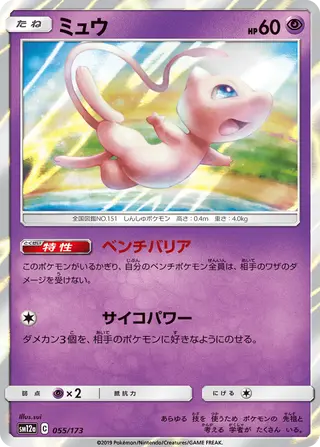 たね ミュウ HP60
全国図鑑NO.151 しんしゅポケモン 高さ：0.4m 重さ：4.0kg
とくせい
特性 ベンチバリア
このポケモンがいるかぎり、自分のベンチポケモン全員は、相手のワザのダ
メージを受けない。
サイコパワー
ダメカン3個を、相手のポケモンに好きなようにのせる。
弱点 ×2 抵抗力 にげる
illus.sui
sm12a C 055/173
あらゆる 技を 使うため ポケモンの先祖と
考える 学者が たくさん いる。
©2019 Pokémon/Nintendo/Creatures/GAME FREAK.